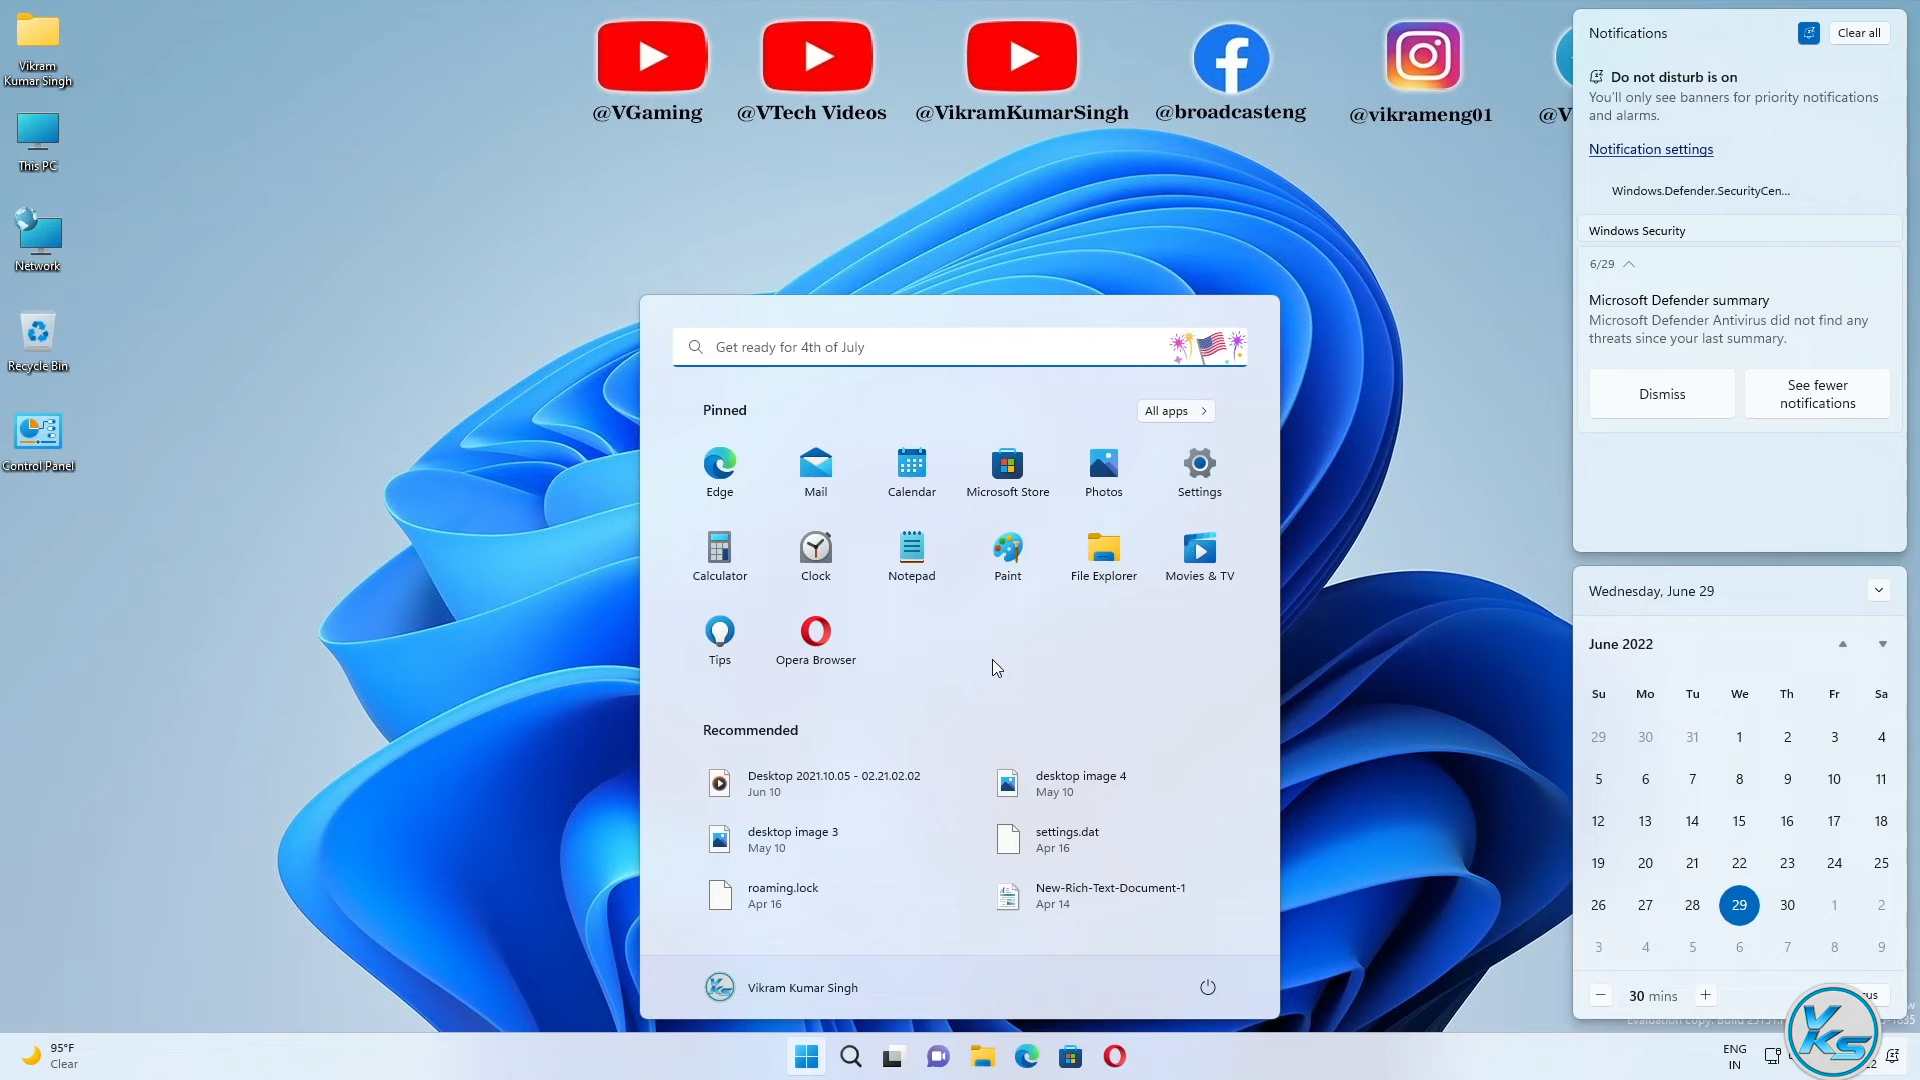 Vikram
Kumar Singh
This PC
Network
Recycle Bin
Control Panel
@VGaming
@VTech Videos
@VikramKumarSingh
@broadcasteng
@vikrameng01
Get ready for 4th of July
Pinned
All apps
Edge
Mail
Calendar
Microsoft Store
Photos
Settings
Calculator
Clock
Notepad
Paint
File Explorer
Movies & TV
Tips
Opera Browser
Recommended
Desktop 2021.10.05 - 02.21.02.02
Jun 10
desktop image 4
May 10
desktop image 3
May 10
settings.dat
Apr 16
roaming.lock
Apr 16
New-Rich-Text-Document-1
Apr 14
Vikram Kumar Singh
Notifications
Clear all
Do not disturb is on
You'll only see banners for priority notifications
and alarms.
Notification settings
Windows.Defender.SecurityCen...
Windows Security
6/29
Microsoft Defender summary
Microsoft Defender Antivirus did not find any
threats since your last summary.
Dismiss
See fewer
notifications
Wednesday, June 29
June 2022
Su Mo Tu We Th Fr Sa
29 30 31 1 2 3 4
5 6 7 8 9 10 11
12 13 14 15 16 17 18
19 20 21 22 23 24 25
26 27 28 29 30 1 2
3 4 5 6 7 8 9
30 mins
Evaluation copy. Build
95°F
Clear
ENG
IN
VKS